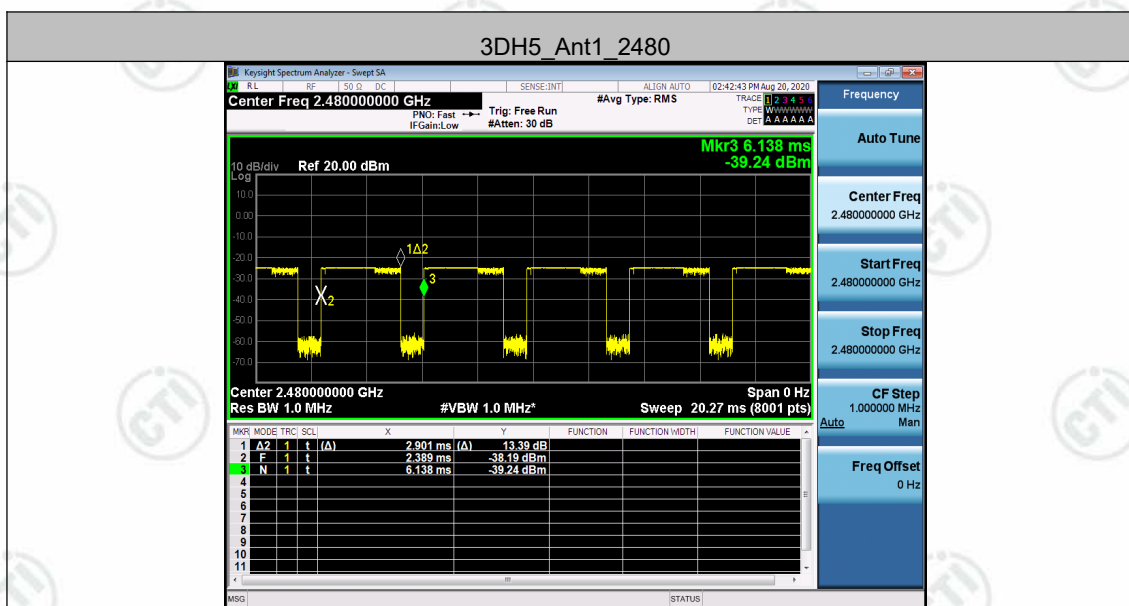 3DH5_Ant1_2480
Keysight Spectrum Analyzer - Swept SA
LXI RL RF 50 Ω DC SENSE:INT ALIGN AUTO 02:42:43 PM Aug 20, 2020
Center Freq 2.480000000 GHz #Avg Type: RMS TRACE 1 2 3 4 5 6
PNO: Fast Trig: Free Run TYPE WWWWWW
IFGain:Low #Atten: 30 dB DET A A A A A A
Frequency
Auto Tune
Center Freq
2.480000000 GHz
Start Freq
2.480000000 GHz
Stop Freq
2.480000000 GHz
CF Step
1.000000 MHz
Auto Man
Freq Offset
0 Hz
Mkr3 6.138 ms
-39.24 dBm
10 dB/div Ref 20.00 dBm
Log
10.0
0.00
-10.0
-20.0
-30.0
-40.0
-50.0
-60.0
-70.0
1Δ2
3
2
Center 2.480000000 GHz Span 0 Hz
Res BW 1.0 MHz #VBW 1.0 MHz* Sweep 20.27 ms (8001 pts)
MKR MODE TRC SCL X Y FUNCTION FUNCTION WIDTH FUNCTION VALUE
1 Δ2 1 t (Δ) 2.901 ms (Δ) 13.39 dB
2 F 1 t 2.389 ms -38.19 dBm
3 N 1 t 6.138 ms -39.24 dBm
4
5
6
7
8
9
10
11
MSG STATUS
CTI
CTI
CTI
CTI